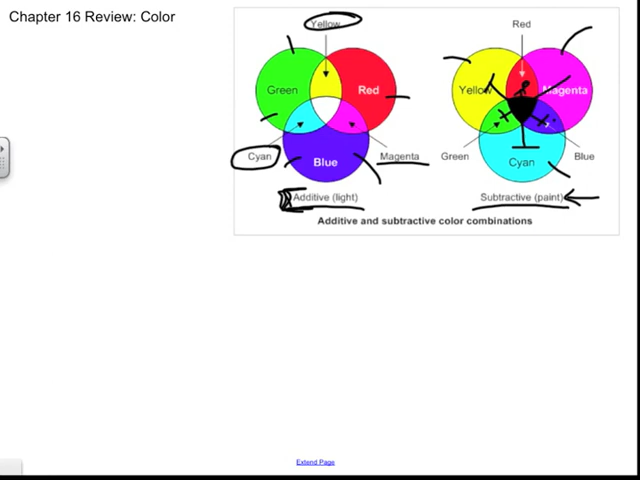 Chapter 16 Review: Color
Yellow
Green
Red
Cyan
Blue
Magenta
Additive (light)
Red
Yellow
Magenta
Green
Cyan
Blue
Subtractive (paint)
Additive and subtractive color combinations
Extend Page